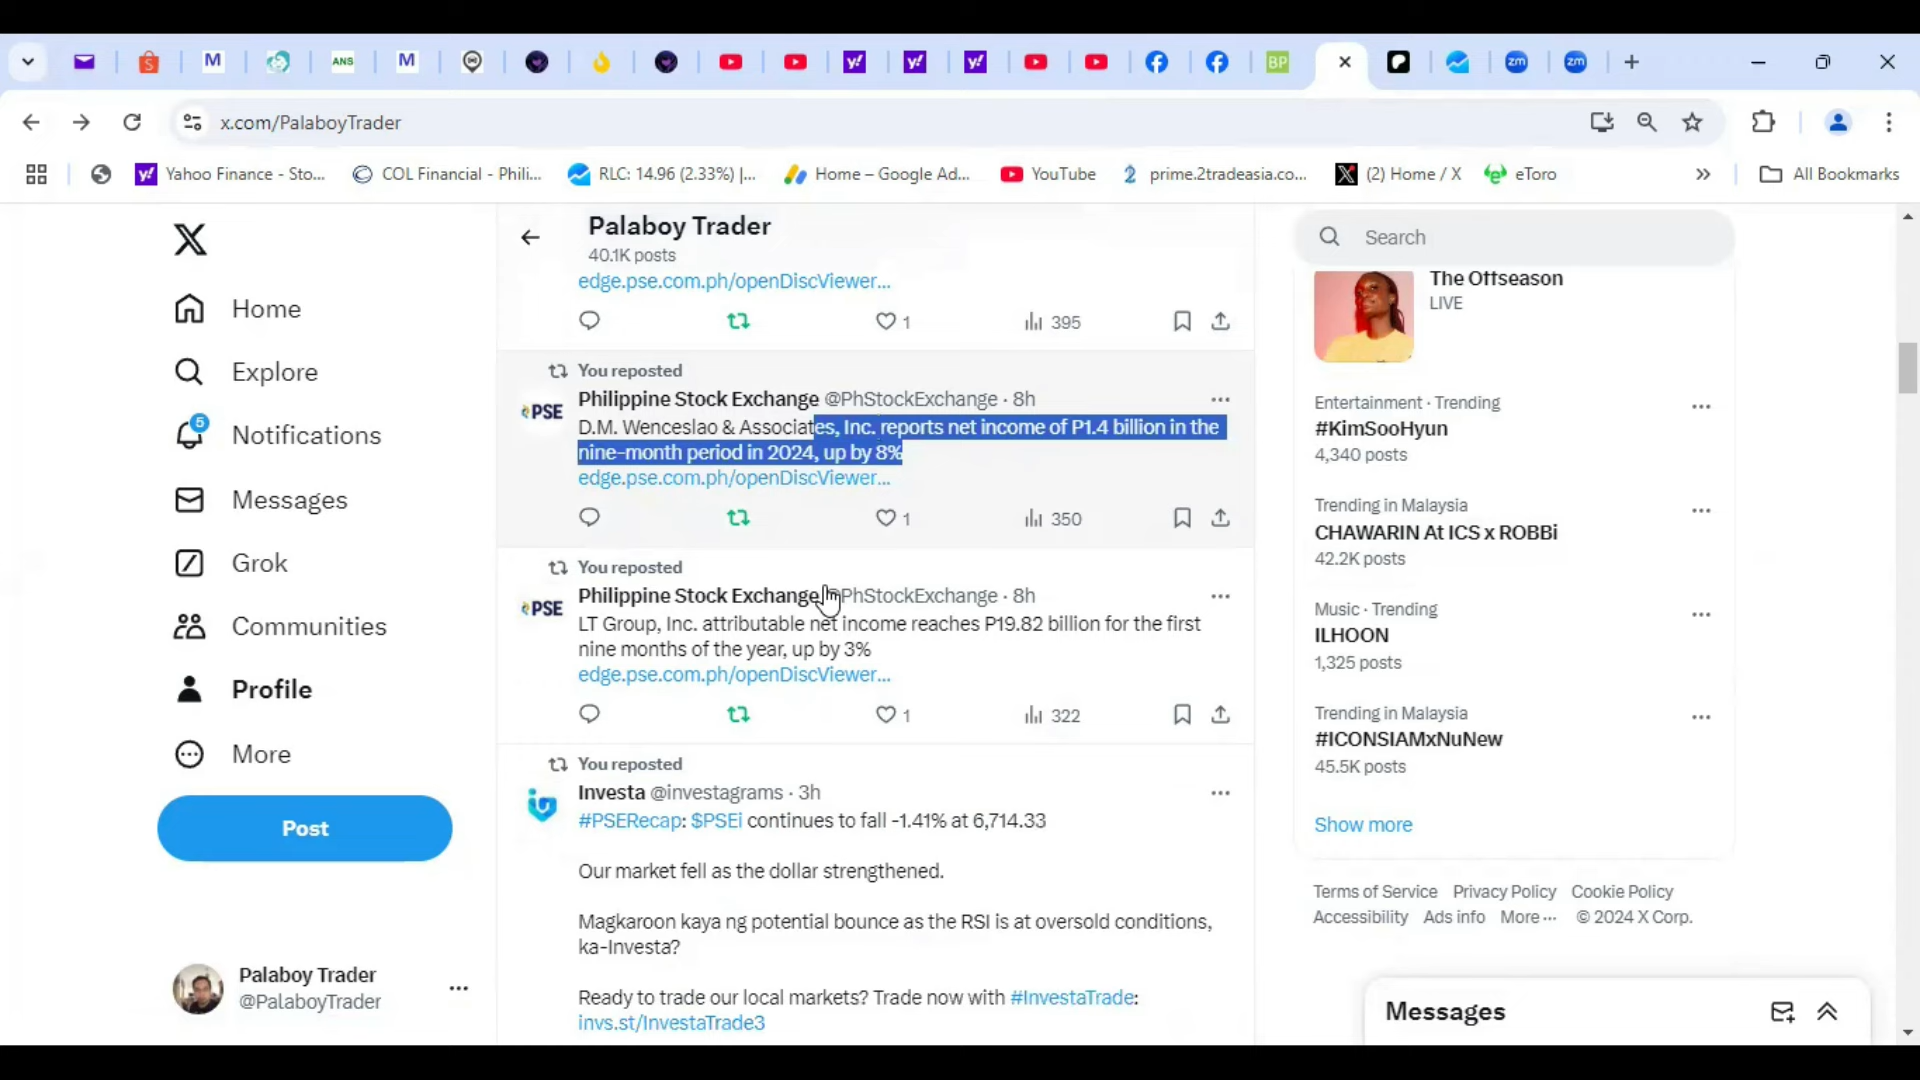 M
ANS
M
y!
y!
y!
BP
zm
zm
x.com/PalaboyTrader
Yahoo Finance - Sto...
COL Financial - Phili...
RLC: 14.96 (2.33%) |...
Home – Google Ad...
YouTube
2 prime.2tradeasia.co...
(2) Home / X
eToro
All Bookmarks
Home
Explore
5
Notifications
Messages
Grok
Communities
Profile
More
Post
Palaboy Trader
@PalaboyTrader
Palaboy Trader
40.1K posts
edge.pse.com.ph/openDiscViewer...
1
395
You reposted
PSE
Philippine Stock Exchange @PhStockExchange · 8h
D.M. Wenceslao & Associates, Inc. reports net income of P1.4 billion in the
nine-month period in 2024, up by 8%
edge.pse.com.ph/openDiscViewer...
1
350
You reposted
PSE
Philippine Stock Exchange @PhStockExchange · 8h
LT Group, Inc. attributable net income reaches P19.82 billion for the first
nine months of the year, up by 3%
edge.pse.com.ph/openDiscViewer...
1
322
You reposted
Investa @investagrams · 3h
#PSERecap: $PSEi continues to fall -1.41% at 6,714.33
Our market fell as the dollar strengthened.
Magkaroon kaya ng potential bounce as the RSI is at oversold conditions,
ka-Investa?
Ready to trade our local markets? Trade now with #InvestaTrade:
invs.st/InvestaTrade3
Search
The Offseason
LIVE
Entertainment · Trending
#KimSooHyun
4,340 posts
Trending in Malaysia
CHAWARIN At ICS x ROBBi
42.2K posts
Music · Trending
ILHOON
1,325 posts
Trending in Malaysia
#ICONSIAMxNuNew
45.5K posts
Show more
Terms of Service Privacy Policy Cookie Policy
Accessibility Ads info More ··· © 2024 X Corp.
Messages